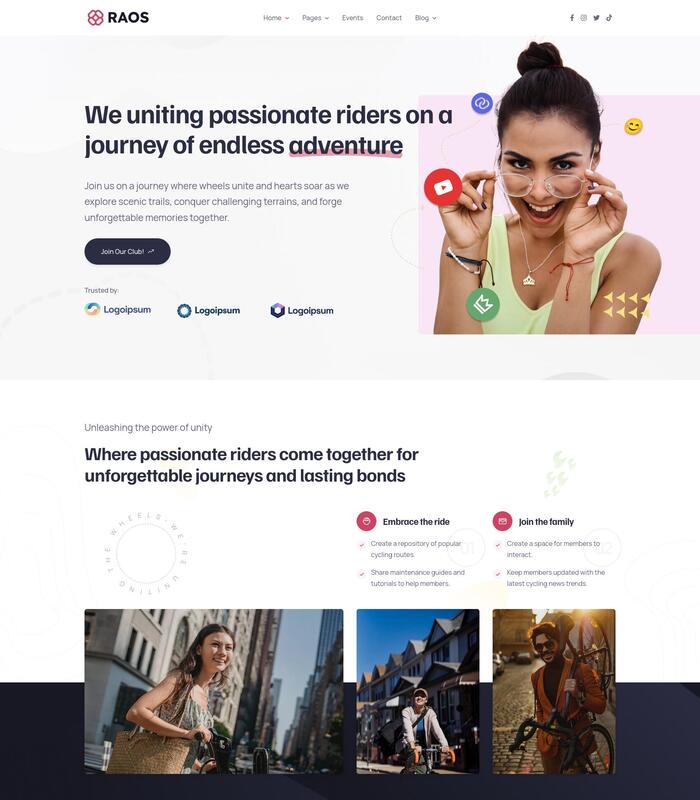 RAOS
Home
Pages
Events
Contact
Blog
We uniting passionate riders on a
journey of endless adventure
Join us on a journey where wheels unite and hearts soar as we
explore scenic trails, conquer challenging terrains, and forge
unforgettable memories together.
Join Our Club!
Trusted by:
Logoipsum
Logoipsum
Logoipsum
Unleashing the power of unity
Where passionate riders come together for
unforgettable journeys and lasting bonds
THE WHEELS-WE'RE UNITING
Embrace the ride
Create a repository of popular
cycling routes.
01
Share maintenance guides and
tutorials to help members.
Join the family
Create a space for members to
interact.
02
Keep members updated with the
latest cycling news trends.